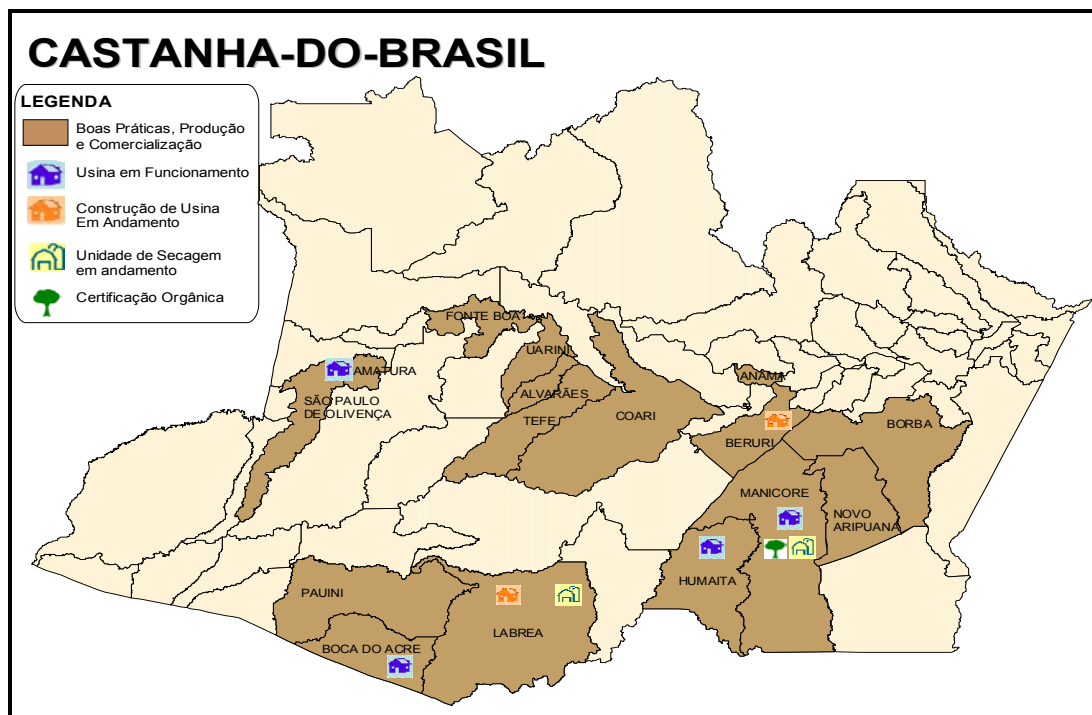 CASTANHA-DO-BRASIL
LEGENDA
Boas Práticas, Produção
e Comercialização
Usina em Funcionamento
Construção de Usina
Em Andamento
Unidade de Secagem
em andamento
Certificação Orgânica
FONTE BOA
UARINI
AMATURA
ANAMÃ
ALVARÃES
SÃO PAULO
DE OLIVENÇA
COARI
TEFE
BORBA
BERURI
MANICORE
NOVO
ARIPUANA
HUMAITA
PAUINI
LABREA
BOCA DO ACRE